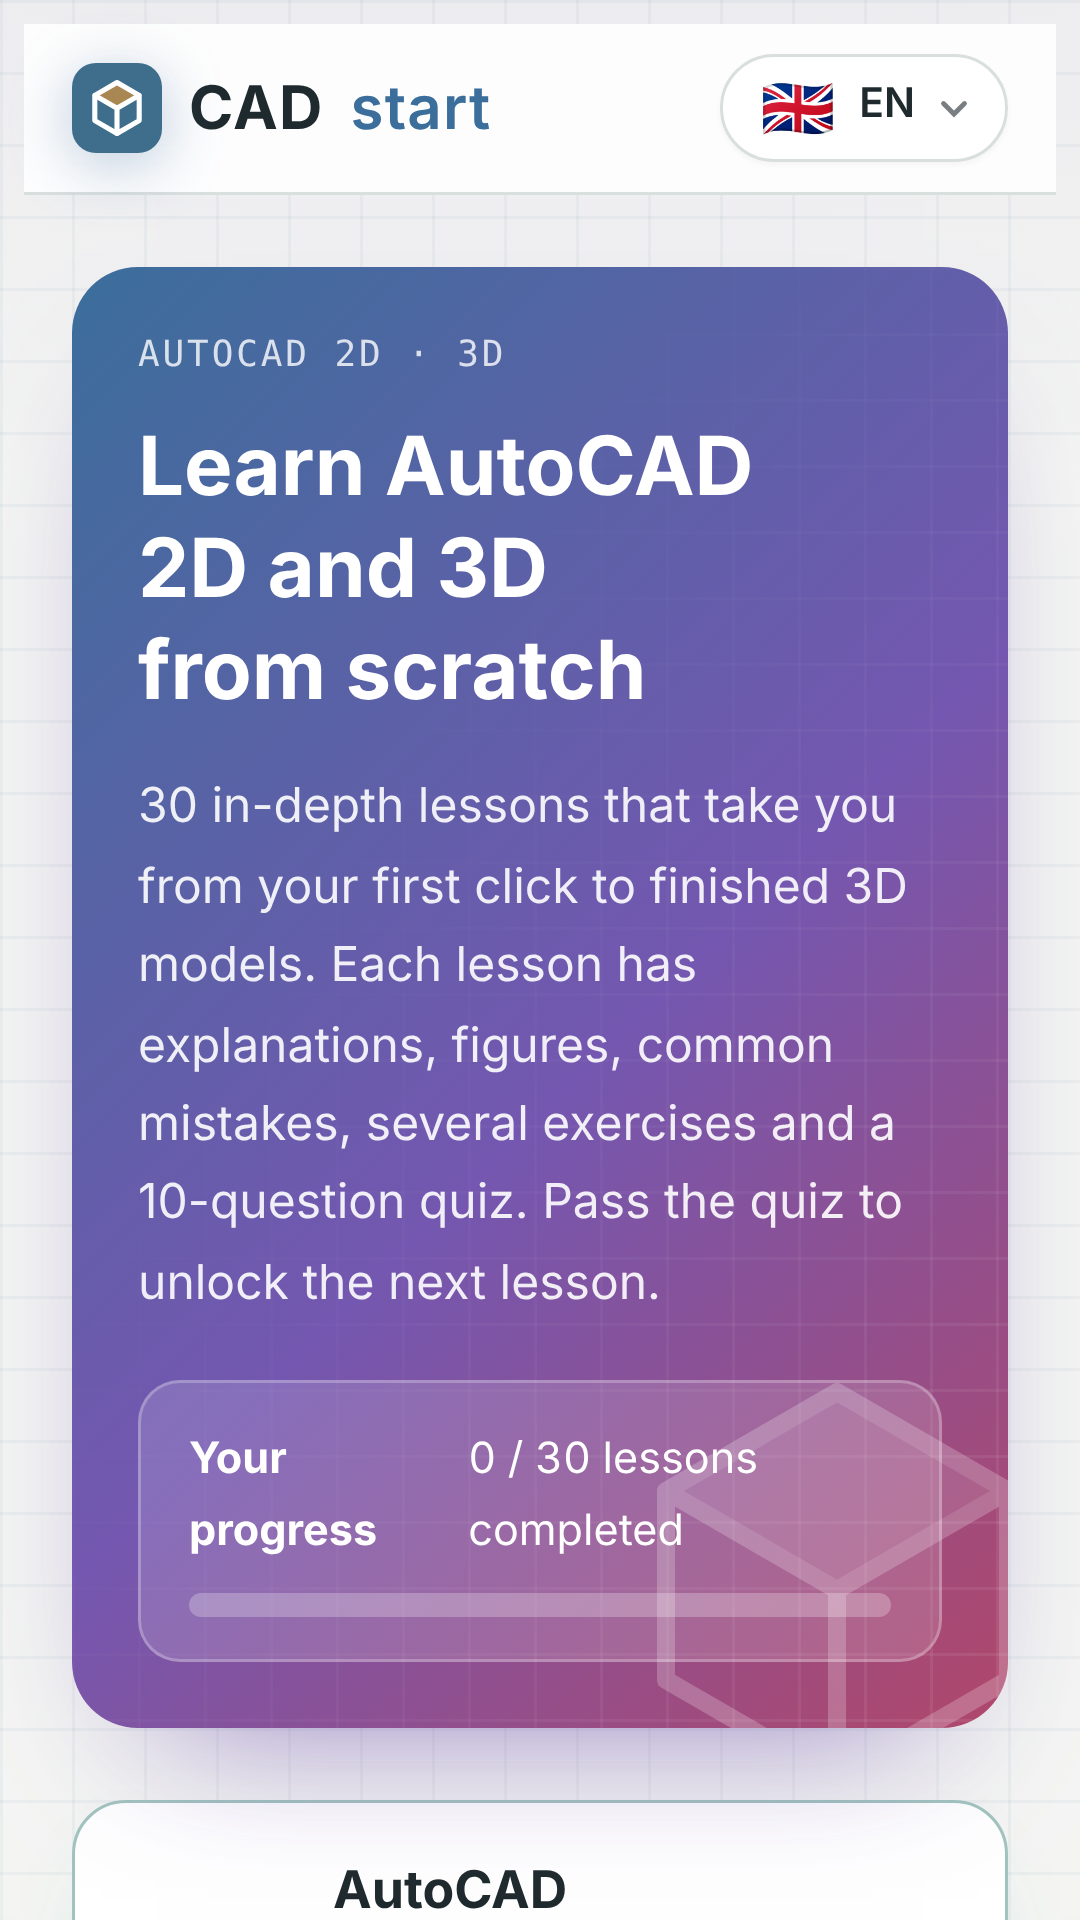 CAD start
EN
AUTOCAD 2D · 3D
Learn AutoCAD
2D and 3D
from scratch
30 in-depth lessons that take you
from your first click to finished 3D
models. Each lesson has
explanations, figures, common
mistakes, several exercises and a
10-question quiz. Pass the quiz to
unlock the next lesson.
Your progress
0 / 30 lessons completed
AutoCAD